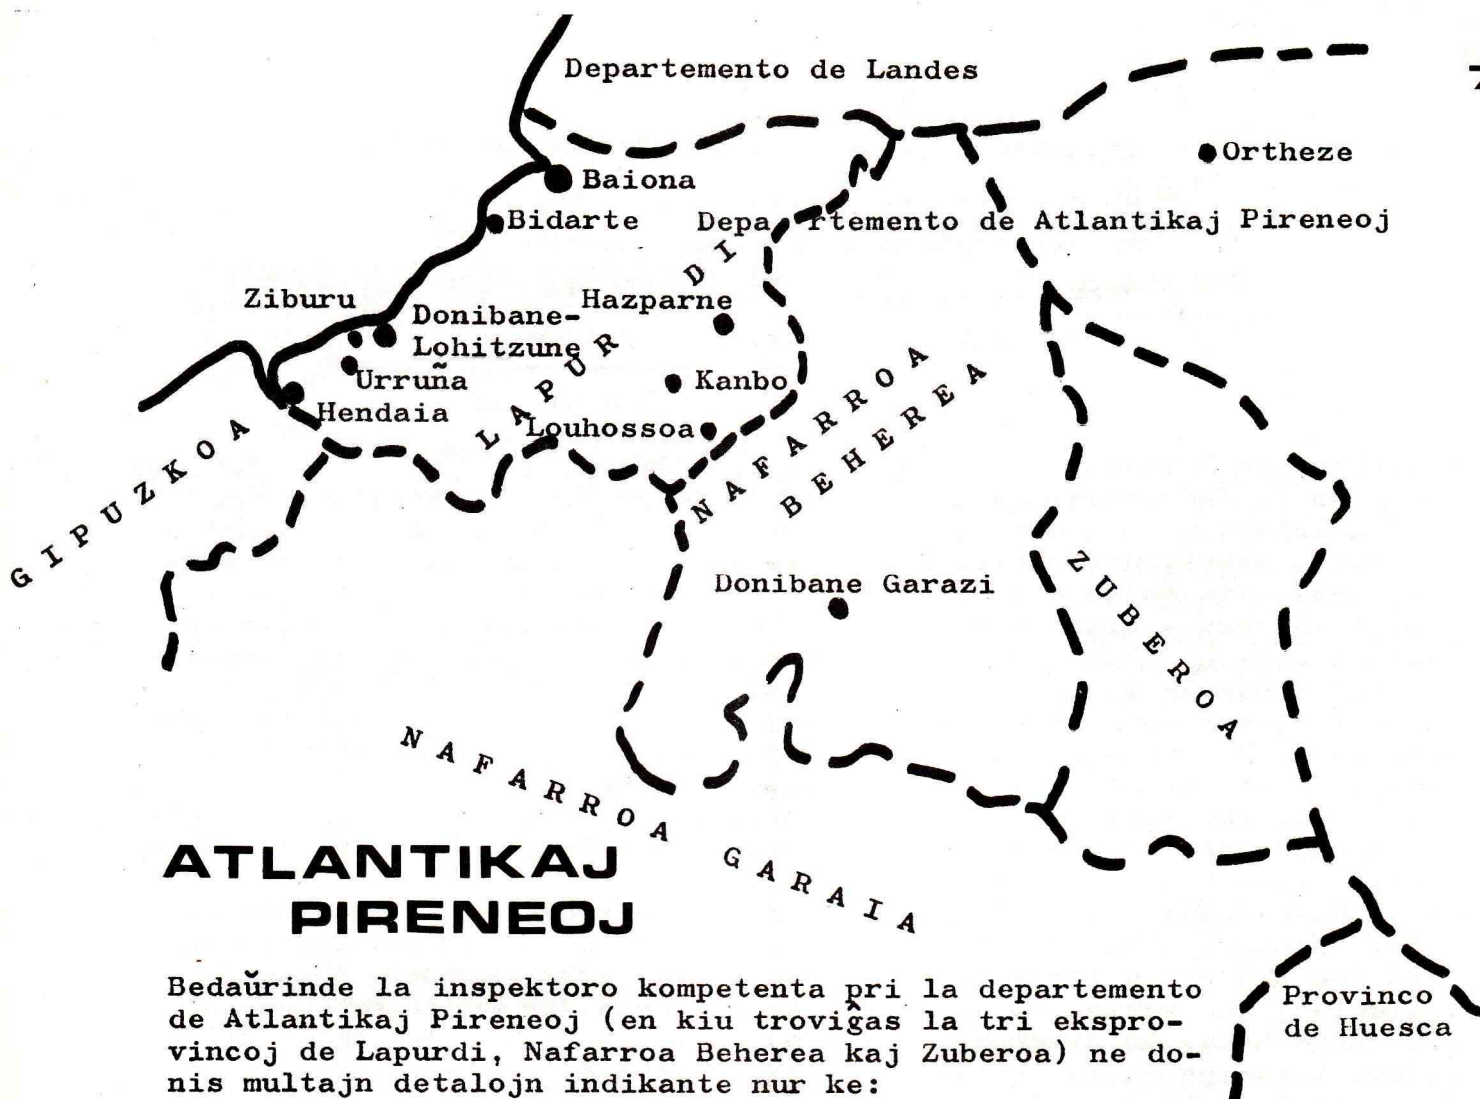 Departemento de Landes
7
Ortheze
Baiona
Bidarte
Departemento de Atlantikaj Pireneoj
Ziburu
Hazparne
Donibane-
Lohitzune
Urruña
Kanbo
Hendaia
Louhossoa
LAPURDI
GIPUZKOA
NAFARROA
BEHEREA
Donibane Garazi
ZUBEROA
NAFARROA GARAIA
ATLANTIKAJ
PIRENEOJ
Bedaŭrinde la inspektoro kompetenta pri la departemento
de Atlantikaj Pireneoj (en kiu troviĝas la tri ekspro-
vincoj de Lapurdi, Nafarroa Beherea kaj Zuberoa) ne do-
nis multajn detalojn indikante nur ke:
Provinco
de Huesca